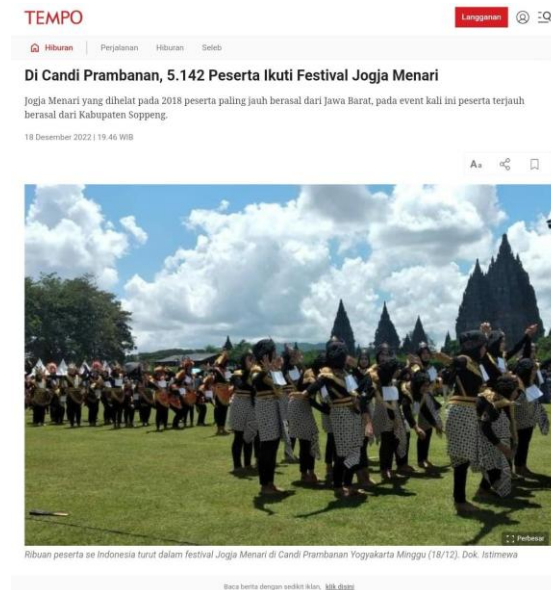 TEMPO
Langganan
Hiburan
Perjalanan Hiburan Seleb
Di Candi Prambanan, 5.142 Peserta Ikuti Festival Jogja Menari
Jogja Menari yang dihelat pada 2018 peserta paling jauh berasal dari Jawa Barat, pada event kali ini peserta terjauh
berasal dari Kabupaten Soppeng.
18 Desember 2022 | 19.46 WIB
Aa
Perbesar
Ribuan peserta se Indonesia turut dalam festival Jogja Menari di Candi Prambanan Yogyakarta Minggu (18/12). Dok. Istimewa
Baca berita dengan sedikit iklan, klik disini